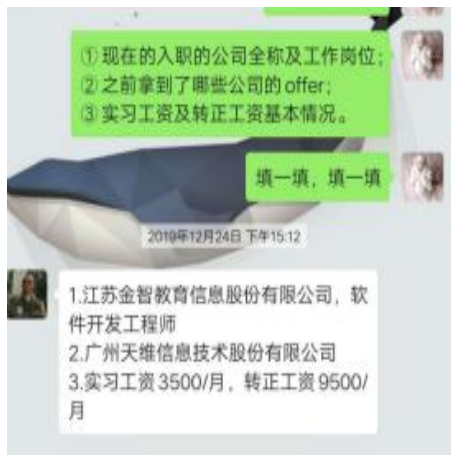 ① 现在的入职的公司全称及工作岗位；
② 之前拿到了哪些公司的offer；
③ 实习工资及转正工资基本情况。
填一填，填一填
2019年12月24日 下午15:12
1.江苏金智教育信息股份有限公司，软
件开发工程师
2.广州天维信息技术股份有限公司
3.实习工资3500/月，转正工资9500/
月